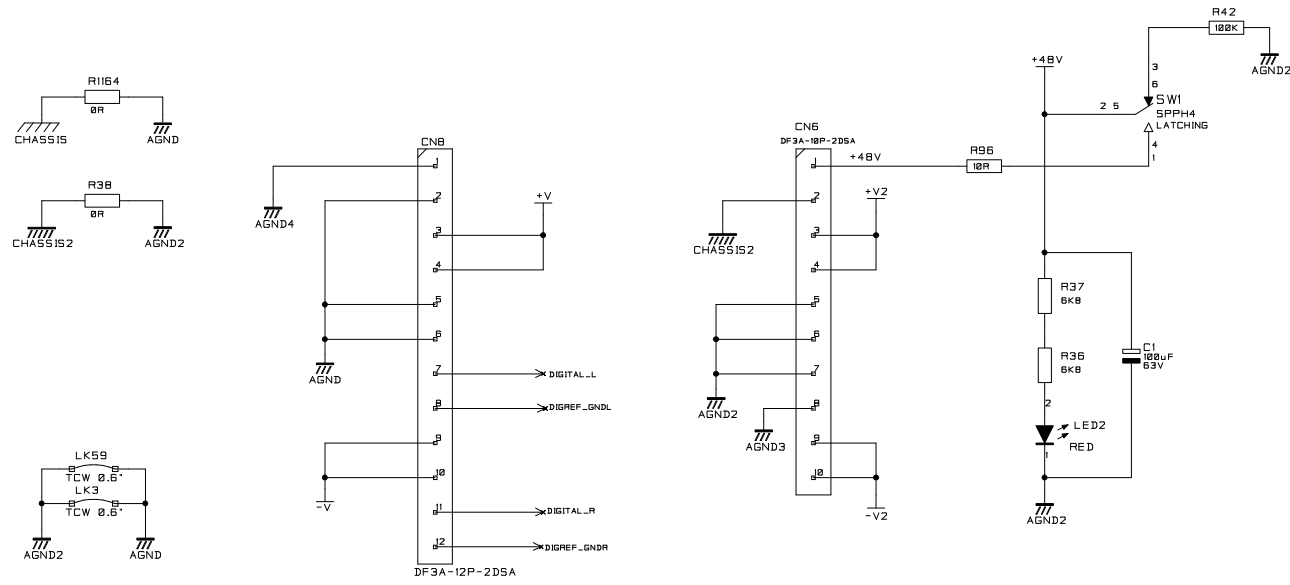 R1164
0R
CHASSIS
AGND
R38
0R
CHASSIS2
AGND2
LK59
TCW 0.6"
LK3
TCW 0.6"
AGND2
AGND
CN8
1
2
3
4
5
6
7
8
9
10
11
12
AGND4
+V
AGND
DIGITAL_L
DIGREF_GNDL
-V
DIGITAL_R
DIGREF_GNDR
DF3A-12P-2DSA
CN6
DF3A-10P-2DSA
1
2
3
4
5
6
7
8
9
10
+48V
+V2
CHASSIS2
AGND2
AGND3
-V2
R96
10R
+48V
R42
100K
AGND2
3
6
2 5
SW1
SPPH4
LATCHING
4
1
R37
6K8
R36
6K8
C1
100uF
63V
2
LED2
RED
1
AGND2